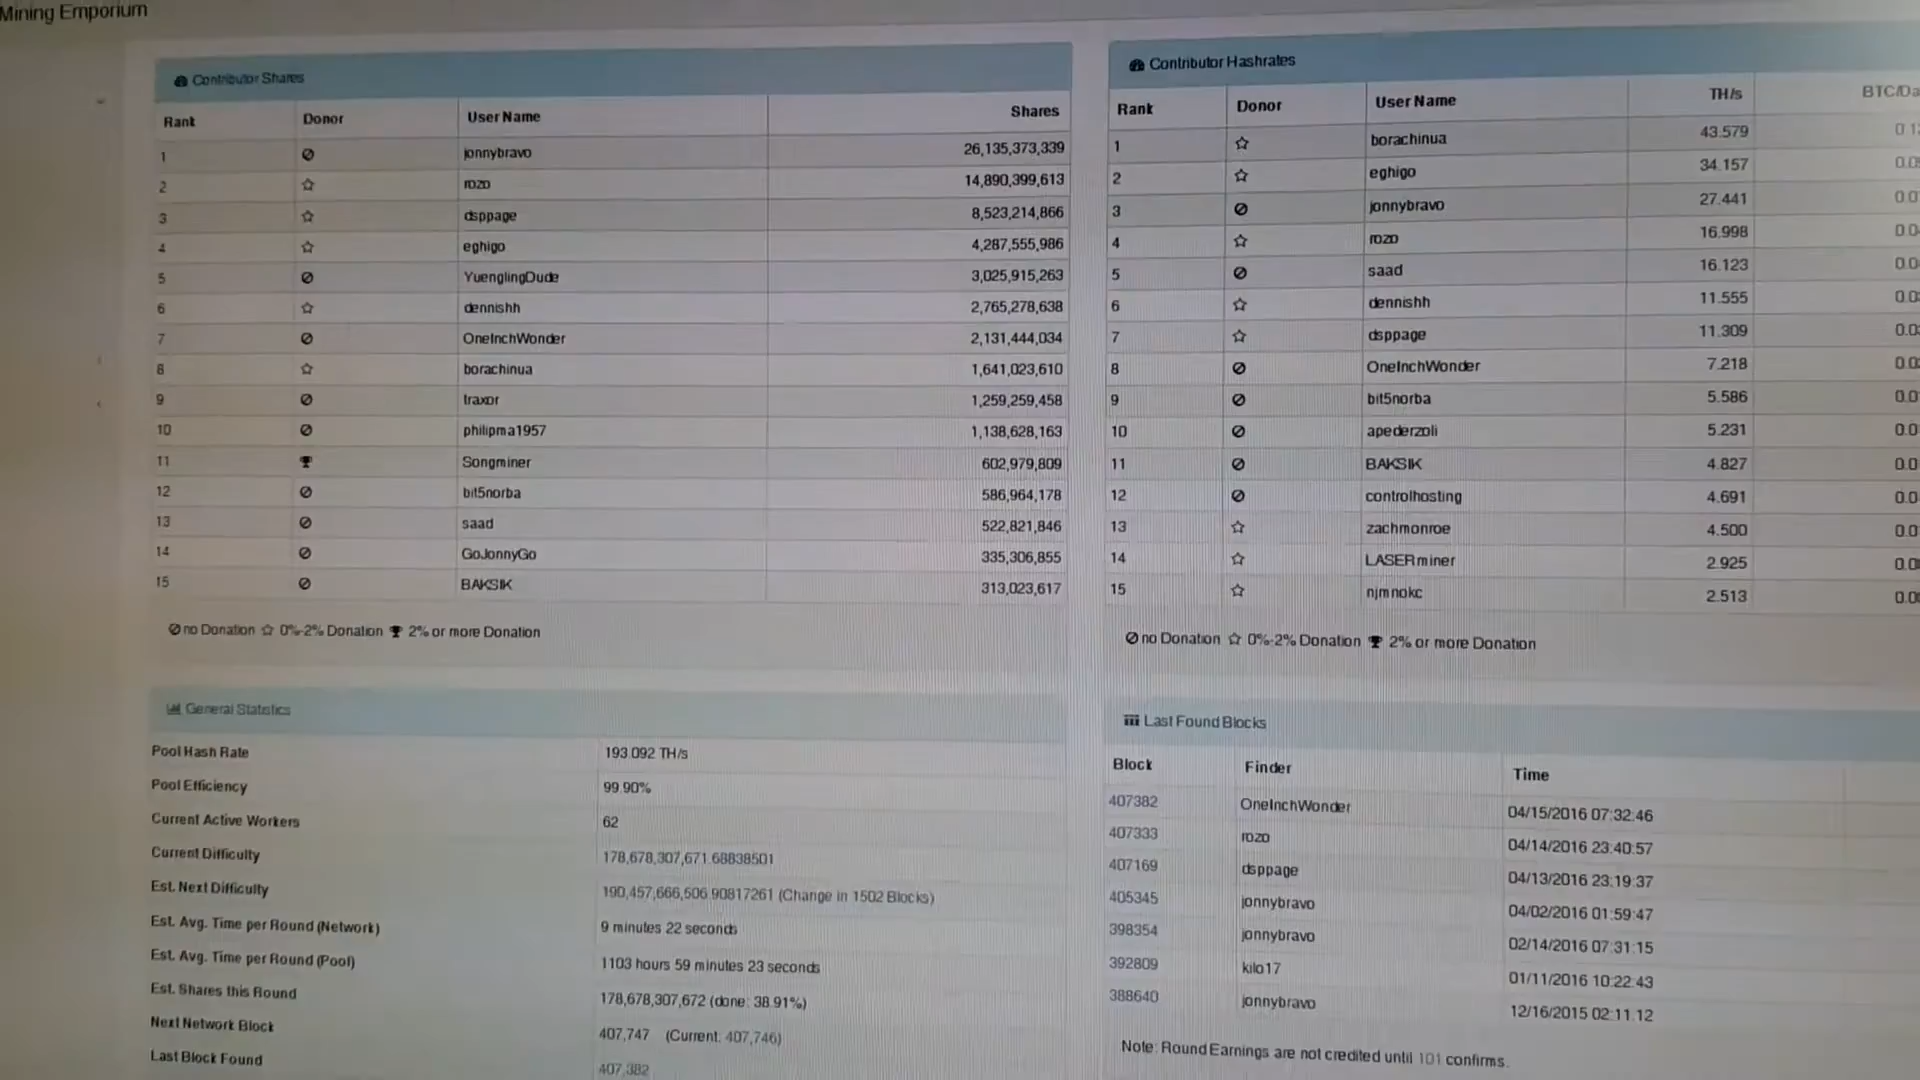 Mining Emporium
Contributor Shares
Rank Donor User Name Shares
1 jonnybravo 26,135,373,339
2 rozo 14,890,399,613
3 dsppage 8,523,214,866
4 eghigo 4,287,555,986
5 YuenglingDude 3,025,915,263
6 dennishh 2,765,278,638
7 OneInchWonder 2,131,444,034
8 borachinua 1,641,023,610
9 traxor 1,259,259,458
10 philipma1957 1,138,628,163
11 Songminer 602,979,809
12 bit5norba 586,964,178
13 saad 522,821,846
14 GoJonnyGo 335,306,855
15 BAKSIK 313,023,617
no Donation 0%-2% Donation 2% or more Donation
Contributor Hashrates
Rank Donor User Name TH/s BTC/Da
1 borachinua 43.579
2 eghigo 34.157
3 jonnybravo 27.441
4 rozo 16.998
5 saad 16.123
6 dennishh 11.555
7 dsppage 11.309
8 OneInchWonder 7.218
9 bit5norba 5.586
10 apederzoli 5.231
11 BAKSIK 4.827
12 controlhosting 4.691
13 zachmonroe 4.500
14 LASERminer 2.925
15 njmnokc 2.513
no Donation 0%-2% Donation 2% or more Donation
General Statistics
Pool Hash Rate 193.092 TH/s
Pool Efficiency 99.90%
Current Active Workers 62
Current Difficulty 178,678,307,671.68838501
Est. Next Difficulty 190,457,666,506.90817261 (Change in 1502 Blocks)
Est. Avg. Time per Round (Network) 9 minutes 22 seconds
Est. Avg. Time per Round (Pool) 1103 hours 59 minutes 23 seconds
Est. Shares this Round 178,678,307,672 (done: 38.91%)
Next Network Block 407,747 (Current: 407,746)
Last Block Found 407,382
Last Found Blocks
Block Finder Time
407382 OneInchWonder 04/15/2016 07:32:46
407333 rozo 04/14/2016 23:40:57
407169 dsppage 04/13/2016 23:19:37
405345 jonnybravo 04/02/2016 01:59:47
398354 jonnybravo 02/14/2016 07:31:15
392809 kilo17 01/11/2016 10:22:43
388640 jonnybravo 12/16/2015 02:11:12
Note: Round Earnings are not credited until 101 confirms.